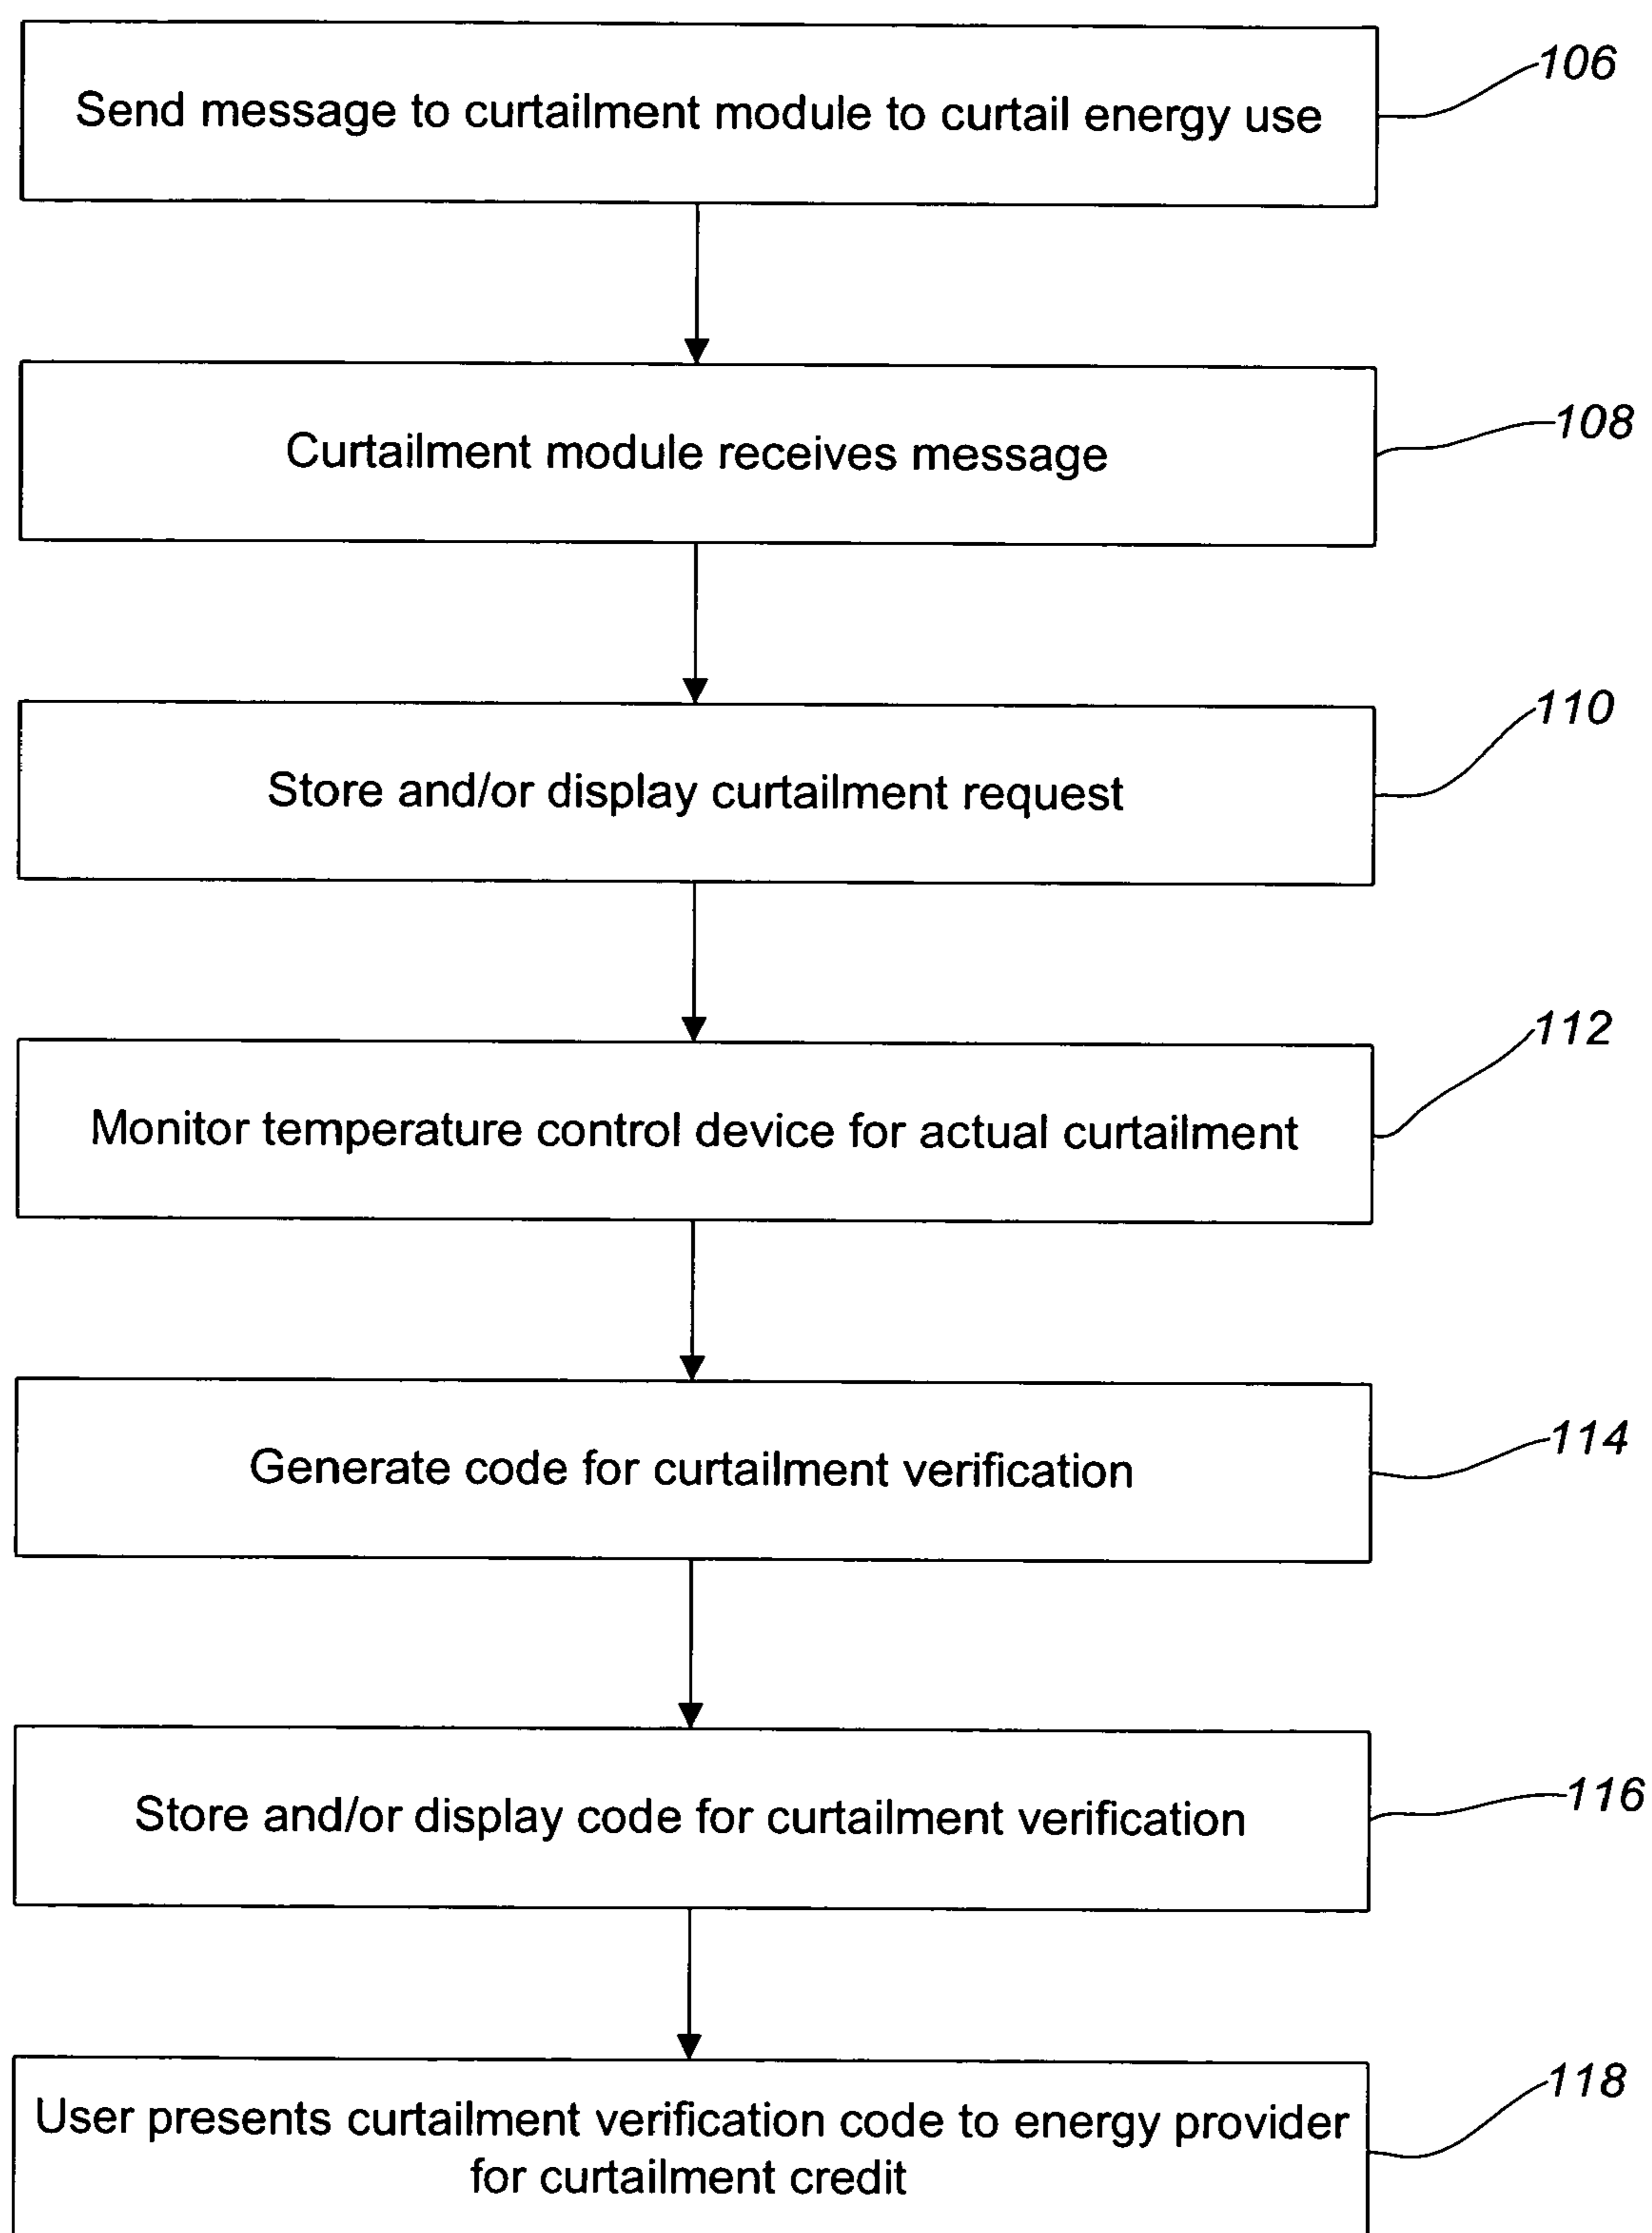 Send message to curtailment module to curtail energy use
106
Curtailment module receives message
108
Store and/or display curtailment request
110
Monitor temperature control device for actual curtailment
112
Generate code for curtailment verification
114
Store and/or display code for curtailment verification
116
User presents curtailment verification code to energy provider
for curtailment credit
118